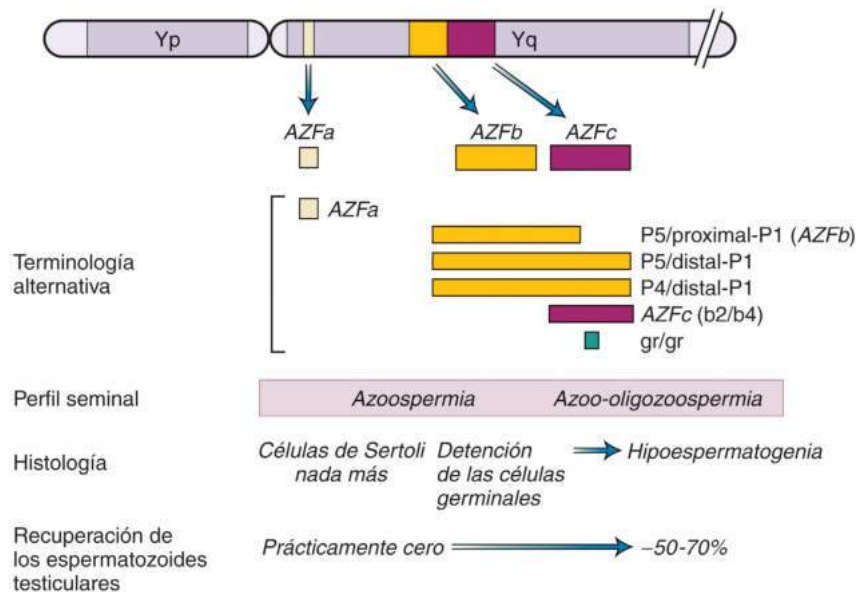 Yp
Yq
AZFa
AZFb
AZFc
AZFa
P5/proximal-P1 (AZFb)
P5/distal-P1
P4/distal-P1
AZFc (b2/b4)
gr/gr
Terminología
alternativa
Perfil seminal
Azoospermia
Azoo-oligozoospermia
Histología
Células de Sertoli
nada más
Detención
de las células
germinales
Hipoespermatogenia
Recuperación de
los espermatozoides
testiculares
Prácticamente cero
~50-70%